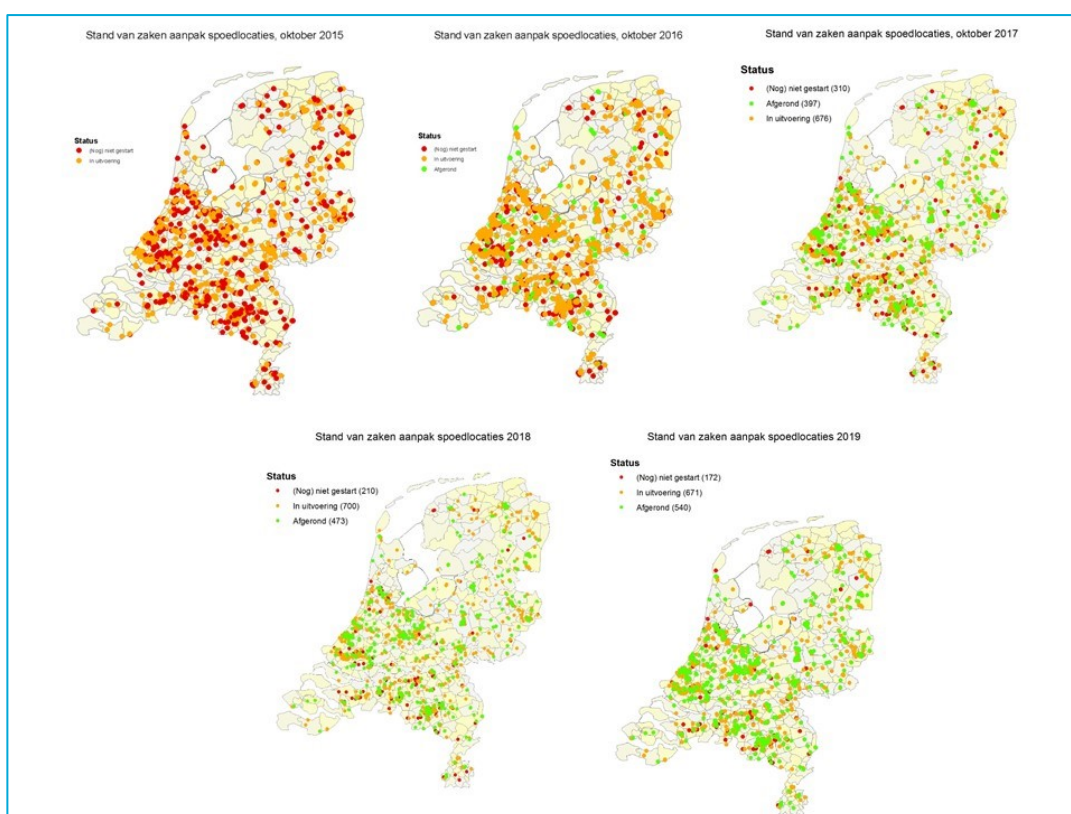 Stand van zaken aanpak spoedlocaties, oktober 2015
Status
(Nog) niet gestart
In uitvoering
Stand van zaken aanpak spoedlocaties, oktober 2016
Status
(Nog) niet gestart
In uitvoering
Afgerond
Stand van zaken aanpak spoedlocaties, oktober 2017
Status
(Nog) niet gestart (310)
Afgerond (397)
In uitvoering (676)
Stand van zaken aanpak spoedlocaties 2018
Status
(Nog) niet gestart (210)
In uitvoering (700)
Afgerond (473)
Stand van zaken aanpak spoedlocaties 2019
Status
(Nog) niet gestart (172)
In uitvoering (671)
Afgerond (540)